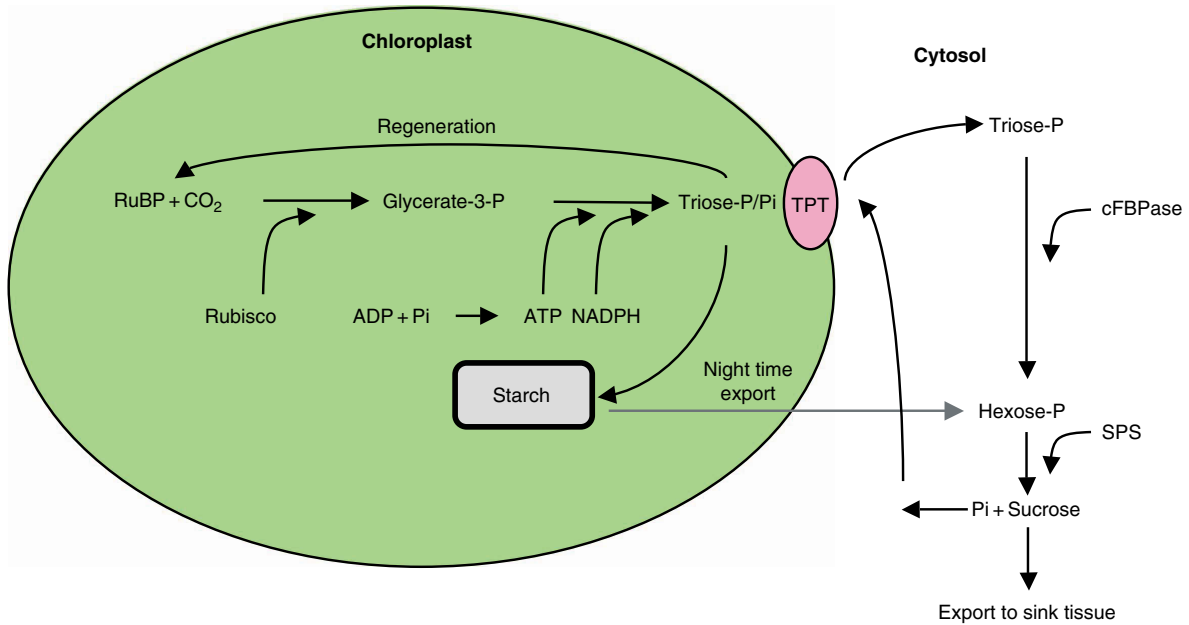 Chloroplast
Cytosol
Regeneration
Triose-P
RuBP + CO₂
Glycerate-3-P
Triose-P/Pi
TPT
cFBPase
Rubisco
ADP + Pi
ATP NADPH
Starch
Night time
export
Hexose-P
SPS
Pi + Sucrose
Export to sink tissue